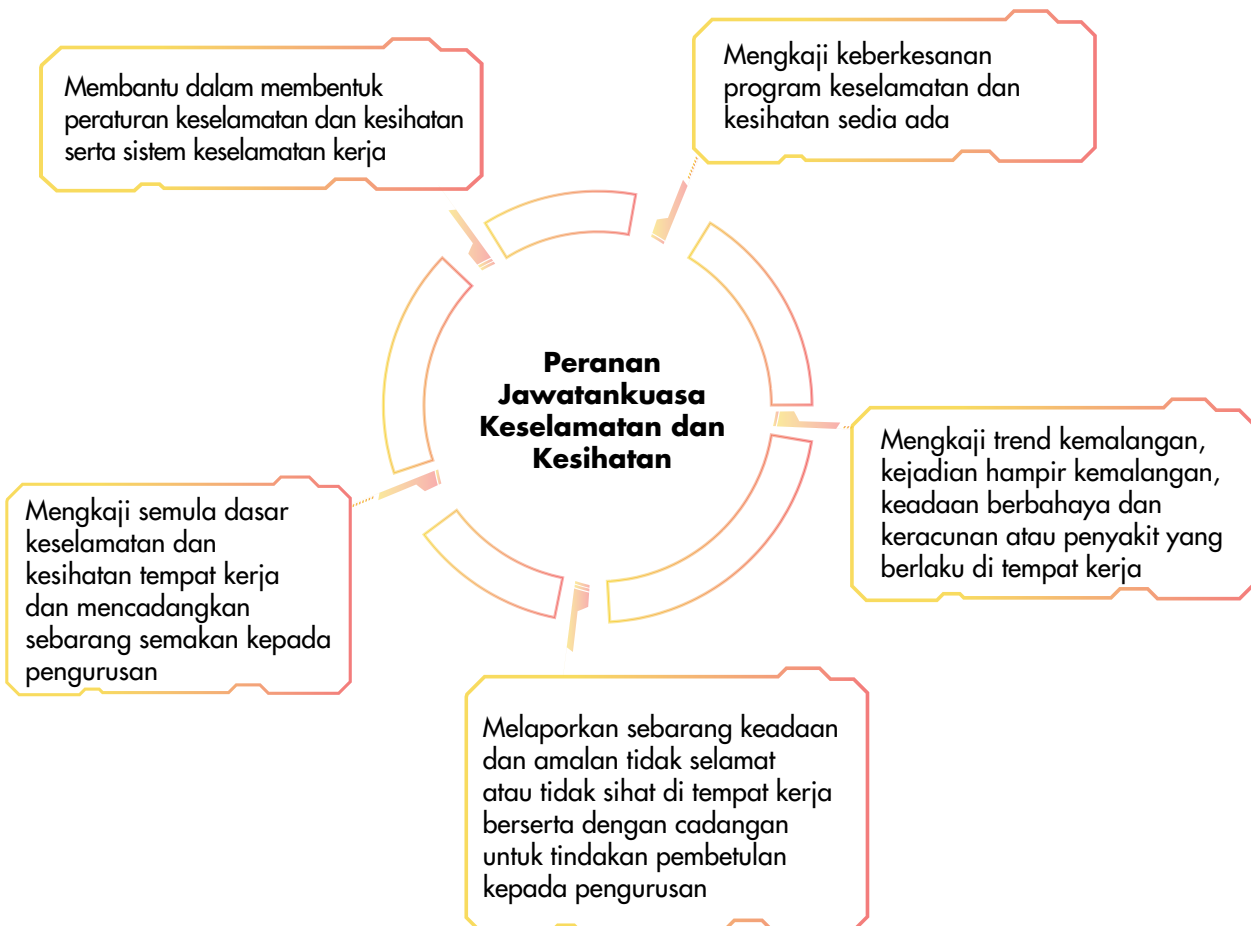 Membantu dalam membentuk
peraturan keselamatan dan kesihatan
serta sistem keselamatan kerja
Mengkaji keberkesanan
program keselamatan dan
kesihatan sedia ada
Peranan
Jawatankuasa
Keselamatan dan
Kesihatan
Mengkaji trend kemalangan,
kejadian hampir kemalangan,
keadaan berbahaya dan
keracunan atau penyakit yang
berlaku di tempat kerja
Mengkaji semula dasar
keselamatan dan
kesihatan tempat kerja
dan mencadangkan
sebarang semakan kepada
pengurusan
Melaporkan sebarang keadaan
dan amalan tidak selamat
atau tidak sihat di tempat kerja
berserta dengan cadangan
untuk tindakan pembetulan
kepada pengurusan